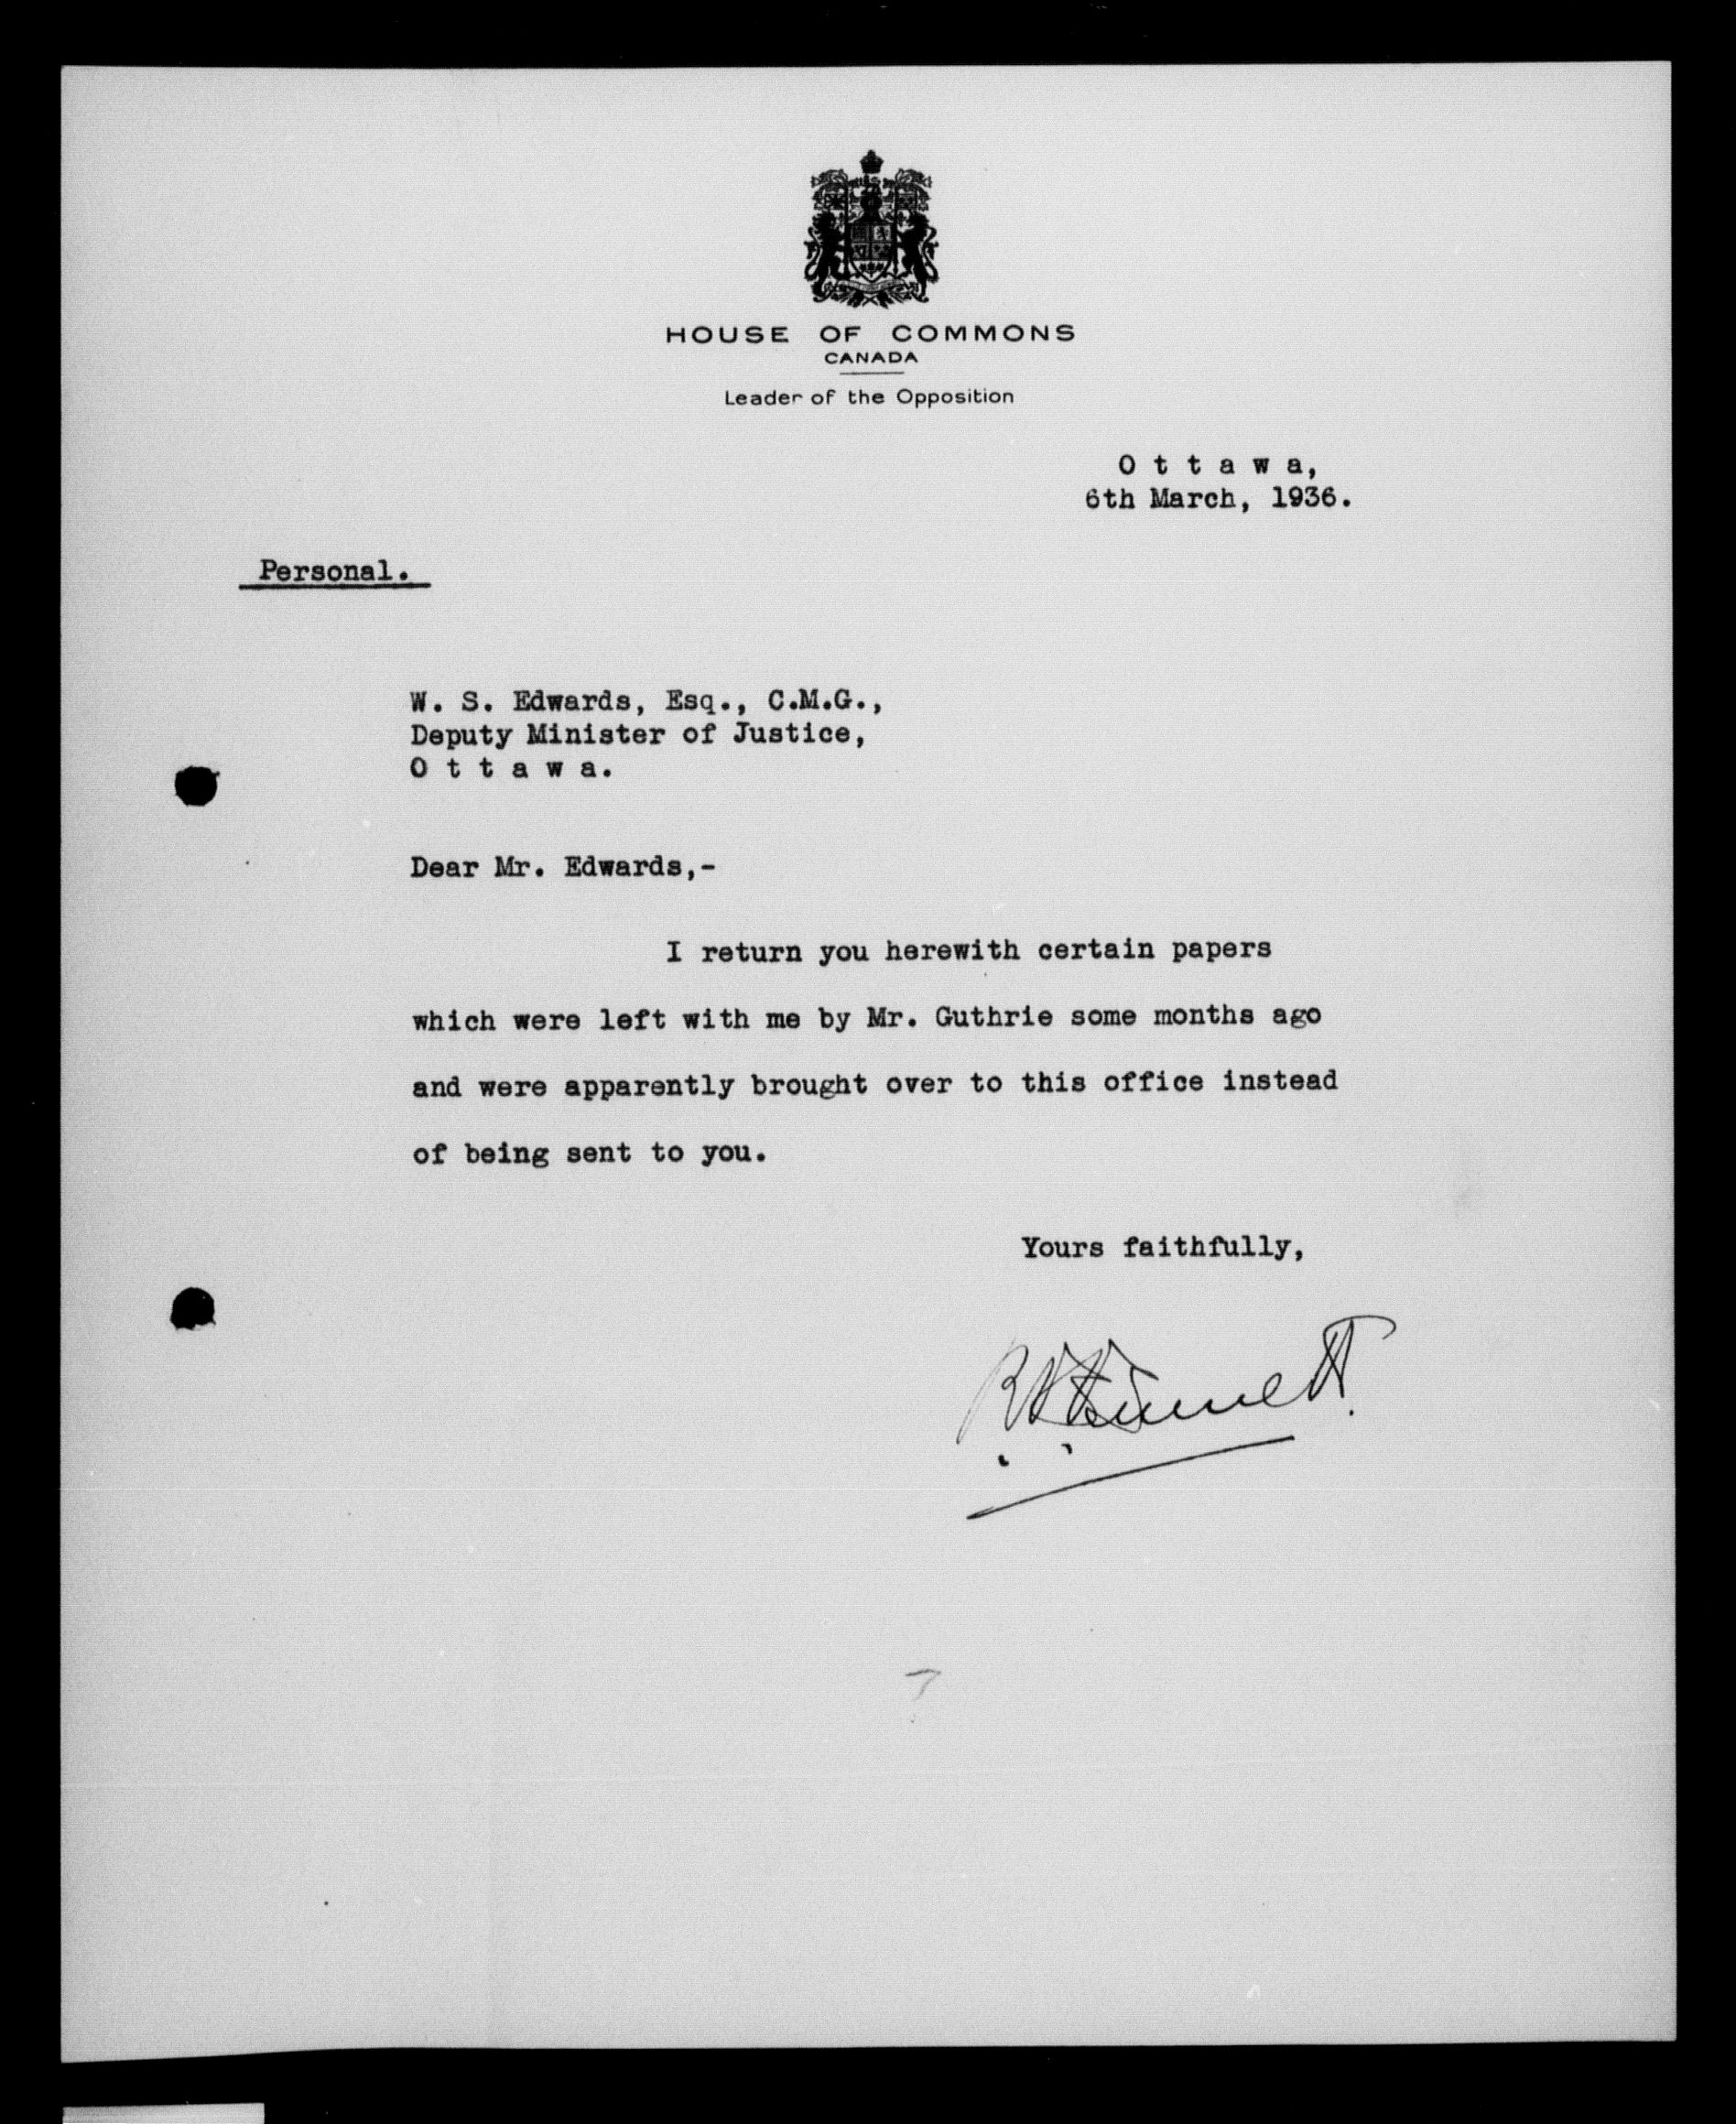 HOUSE OF COMMONS
CANADA
Leader of the Opposition
O t t a w a,
6th March, 1936.
Personal.
W. S. Edwards, Esq., C.M.G.,
Deputy Minister of Justice,
O t t a w a.
Dear Mr. Edwards,-
I return you herewith certain papers
which were left with me by Mr. Guthrie some months ago
and were apparently brought over to this office instead
of being sent to you.
Yours faithfully,
R. B. Bennett.